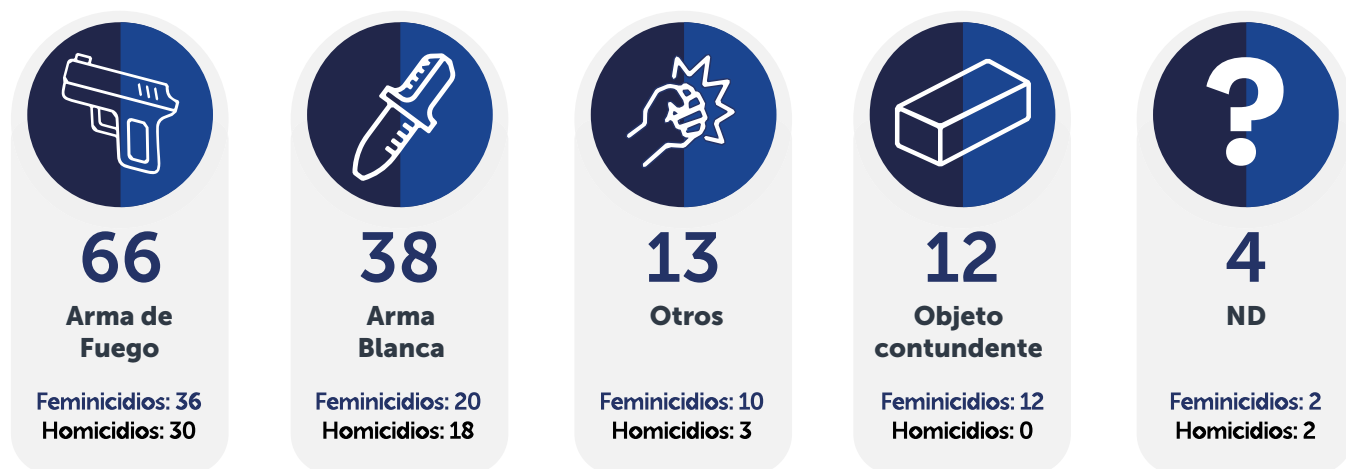 66
Arma de
Fuego
Feminicidios: 36
Homicidios: 30
38
Arma
Blanca
Feminicidios: 20
Homicidios: 18
13
Otros
Feminicidios: 10
Homicidios: 3
12
Objeto
contundente
Feminicidios: 12
Homicidios: 0
?
4
ND
Feminicidios: 2
Homicidios: 2